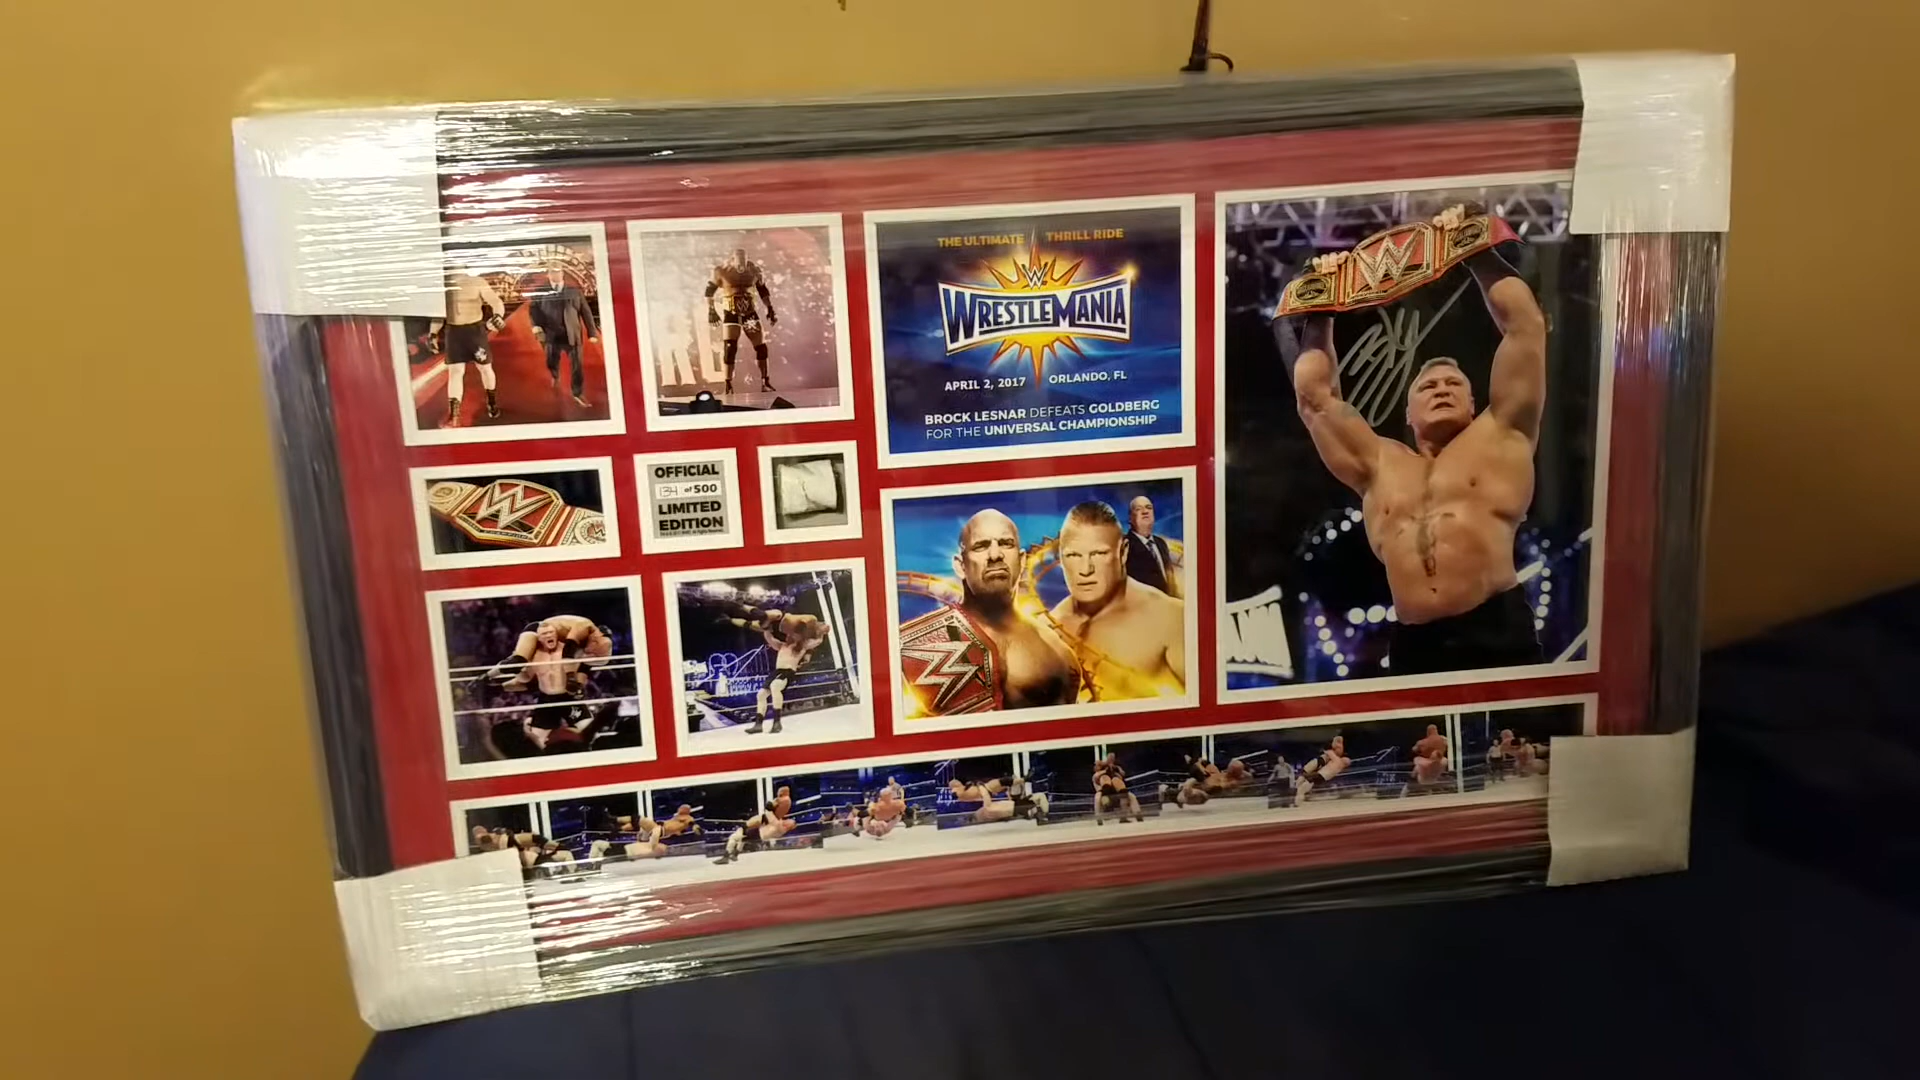 THE ULTIMATE THRILL RIDE
W
WRESTLEMANIA
APRIL 2, 2017 ORLANDO, FL
BROCK LESNAR DEFEATS GOLDBERG
FOR THE UNIVERSAL CHAMPIONSHIP
OFFICIAL
134 of 500
LIMITED
EDITION